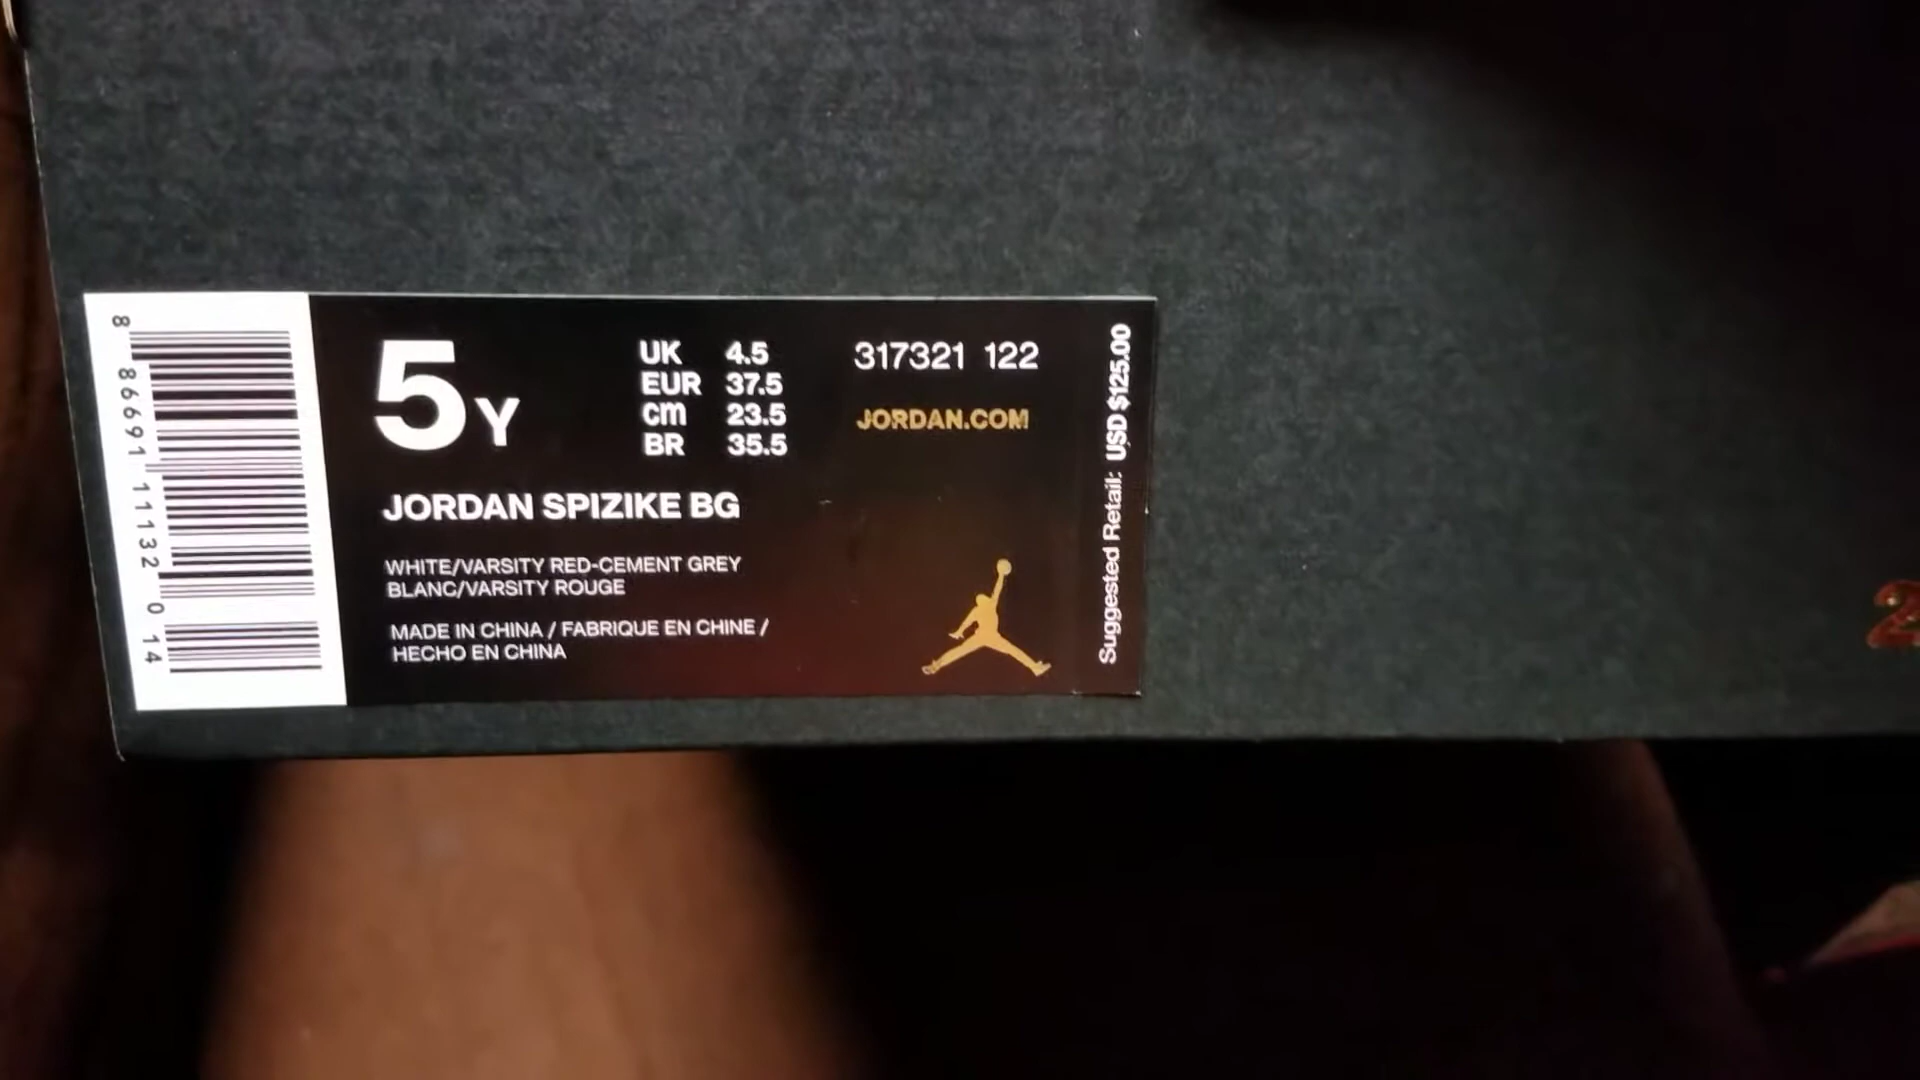 8 86691 11132 0 14
5Y
UK 4.5
EUR 37.5
cm 23.5
BR 35.5
317321 122
JORDAN.COM
JORDAN SPIZIKE BG
WHITE/VARSITY RED-CEMENT GREY
BLANC/VARSITY ROUGE
MADE IN CHINA / FABRIQUE EN CHINE /
HECHO EN CHINA
Suggested Retail: USD $125.00
2